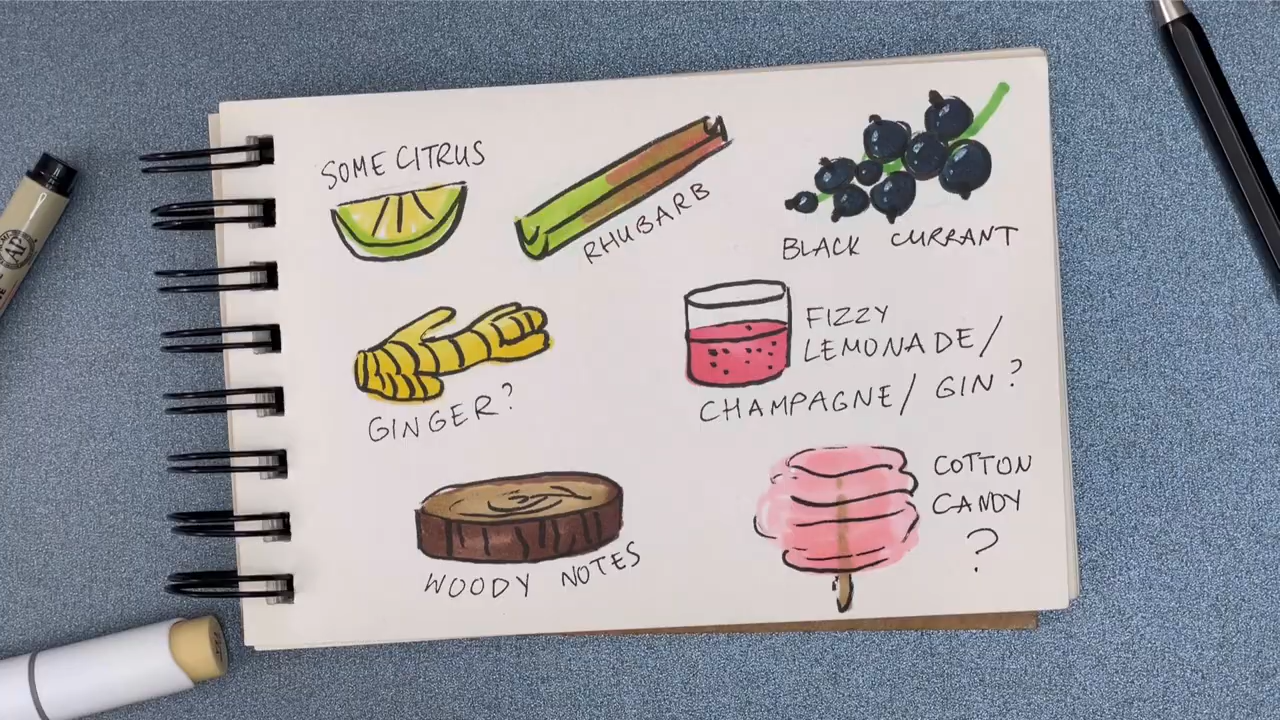 SOME CITRUS
RHUBARB
BLACK CURRANT
GINGER?
FIZZY
LEMONADE/
CHAMPAGNE/ GIN?
WOODY NOTES
COTTON
CANDY
?